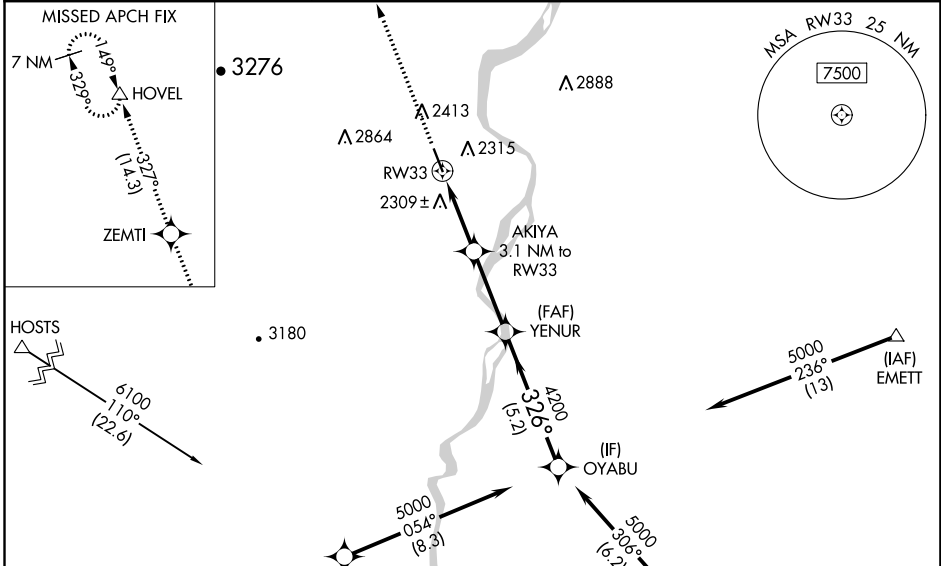 MISSED APCH FIX
7 NM
149°
329°
HOVEL
327°
(14.3)
ZEMTI
3276
2888
2413
2864
2315
RW33
2309 ±
MSA RW33 25 NM
7500
AKIYA
3.1 NM to
RW33
(FAF)
YENUR
HOSTS
3180
6100
110°
(22.6)
5000
236°
(13)
(IAF)
EMETT
4200
326°
(5.2)
(IF)
OYABU
5000
054°
(8.3)
5000
306°
(6.2)